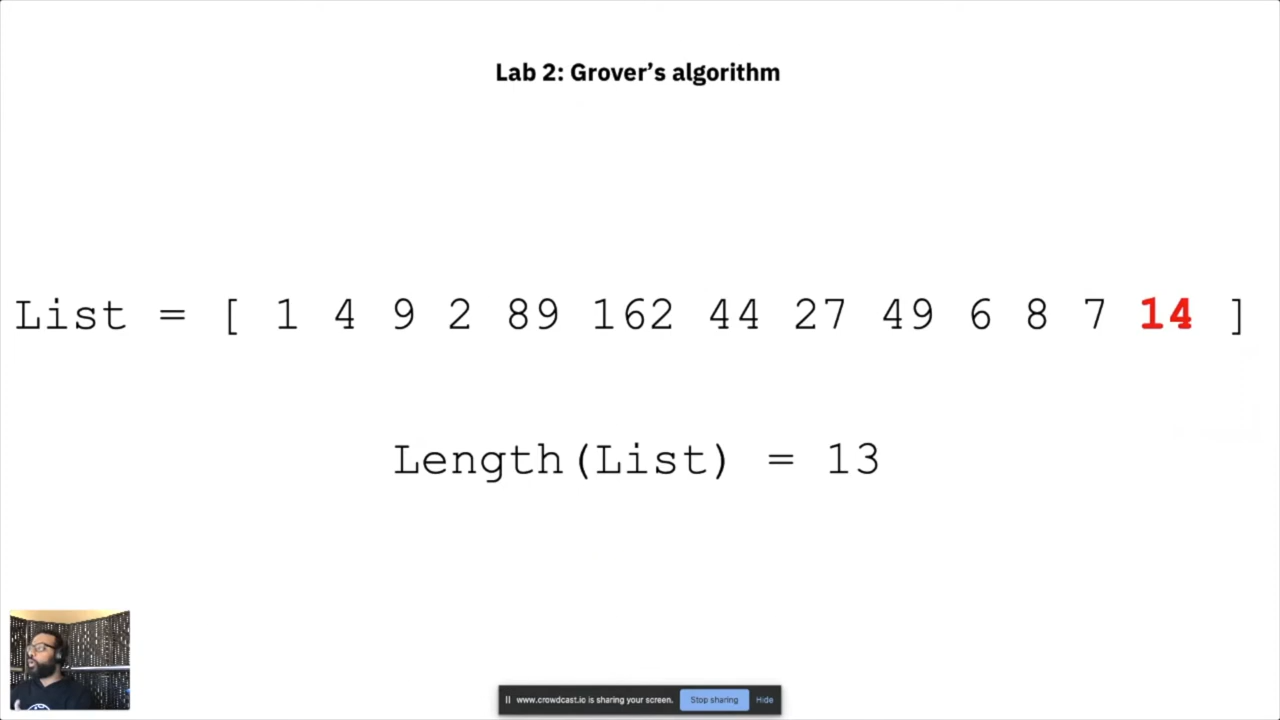 Lab 2: Grover’s algorithm
List = [ 1 4 9 2 89 162 44 27 49 6 8 7 14 ]
Length(List) = 13
www.crowdcast.io is sharing your screen. Stop sharing Hide